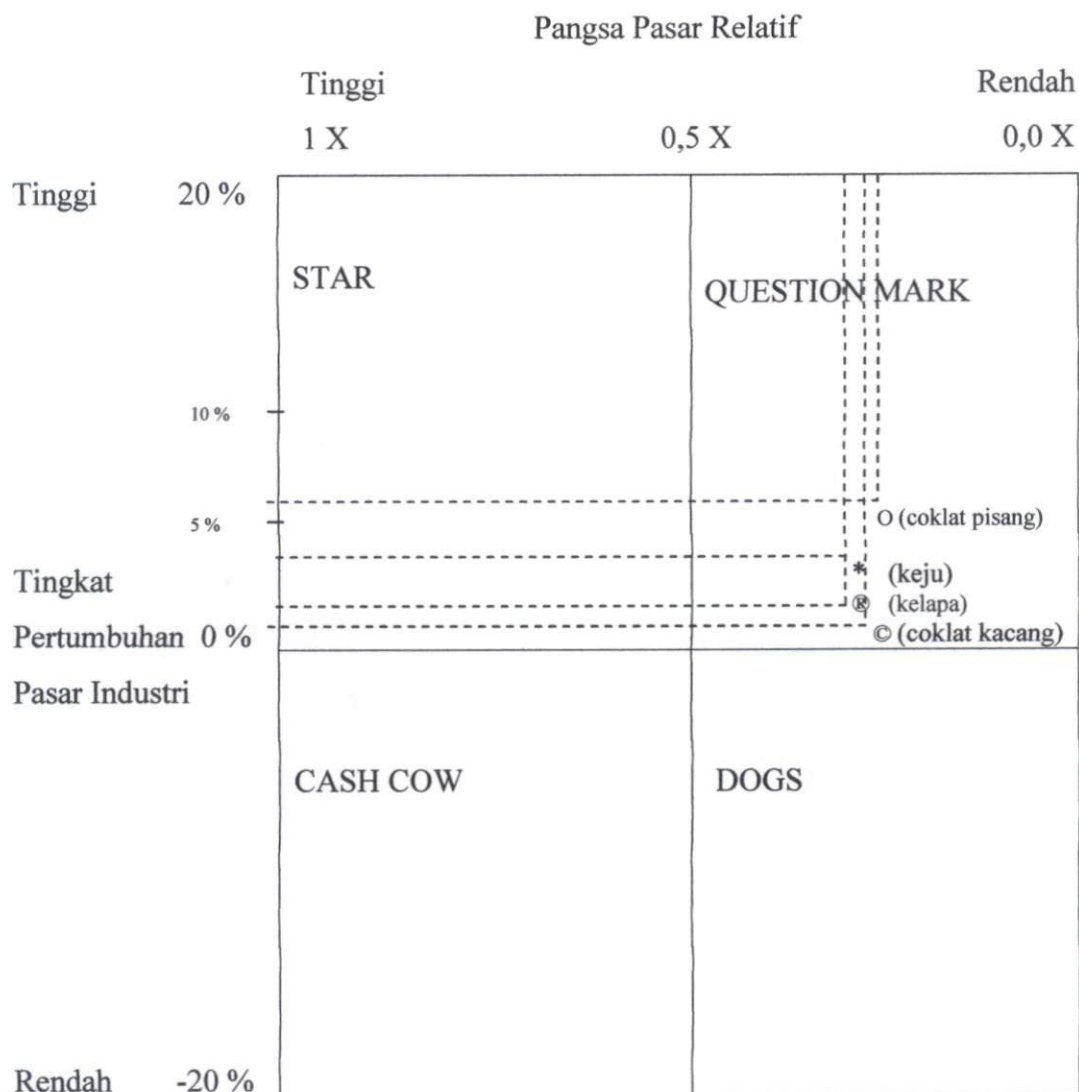 Pangsa Pasar Relatif
Tinggi Rendah
1 X 0,5 X 0,0 X
Tinggi 20 %
STAR
QUESTION MARK
10 %
5 %
O (coklat pisang)
Tingkat
* (keju)
® (kelapa)
Pertumbuhan 0 %
© (coklat kacang)
Pasar Industri
CASH COW DOGS
Rendah -20 %